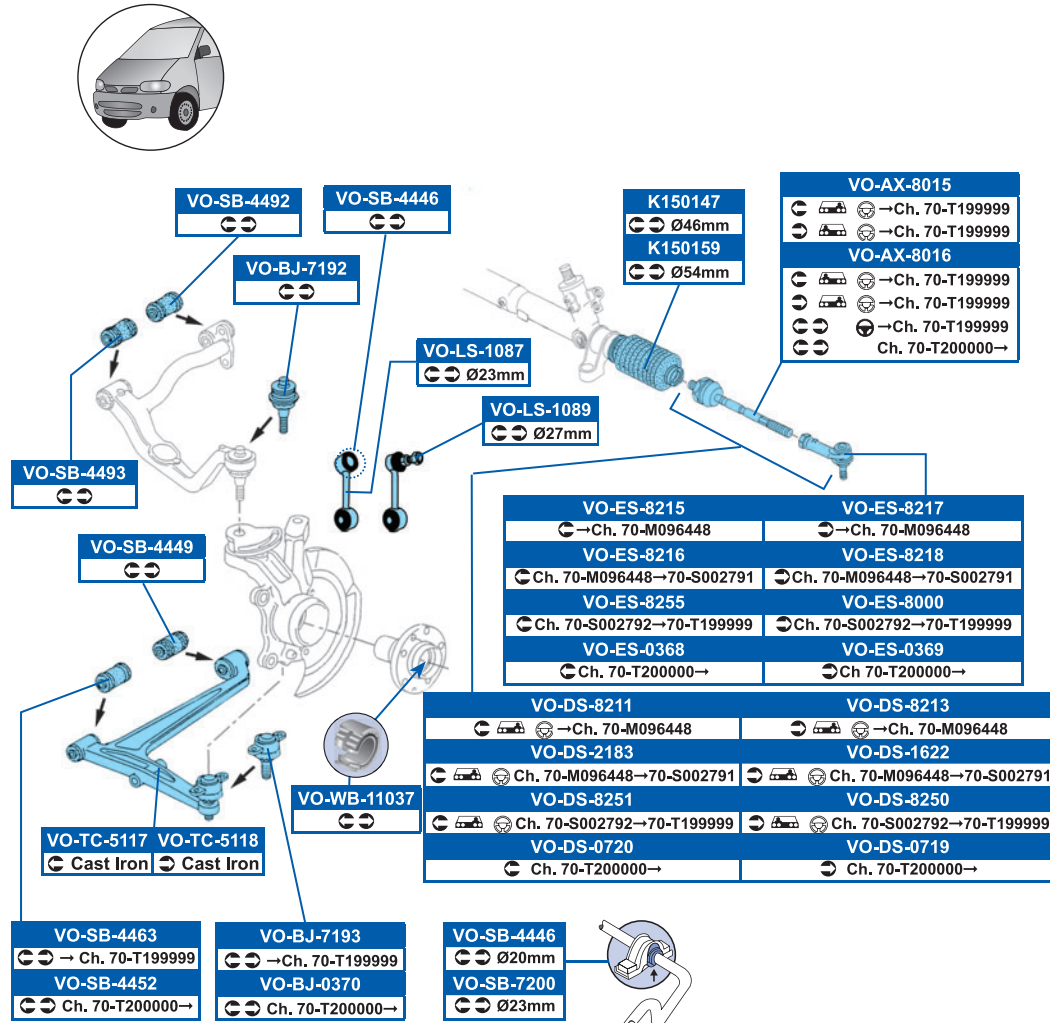 VO-SB-4492
VO-SB-4446
VO-BJ-7192
K150147
Ø46mm
K150159
Ø54mm
VO-AX-8015
→Ch. 70-T199999
→Ch. 70-T199999
VO-AX-8016
→Ch. 70-T199999
→Ch. 70-T199999
→Ch. 70-T199999
Ch. 70-T200000→
VO-LS-1087
Ø23mm
VO-LS-1089
Ø27mm
VO-SB-4493
VO-SB-4449
VO-ES-8215 VO-ES-8217
→Ch. 70-M096448 →Ch. 70-M096448
VO-ES-8216 VO-ES-8218
Ch. 70-M096448→70-S002791 Ch. 70-M096448→70-S002791
VO-ES-8255 VO-ES-8000
Ch. 70-S002792→70-T199999 Ch. 70-S002792→70-T199999
VO-ES-0368 VO-ES-0369
Ch. 70-T200000→ Ch 70-T200000→
VO-DS-8211 VO-DS-8213
→Ch. 70-M096448 →Ch. 70-M096448
VO-DS-2183 VO-DS-1622
Ch. 70-M096448→70-S002791 Ch. 70-M096448→70-S002791
VO-DS-8251 VO-DS-8250
Ch. 70-S002792→70-T199999 Ch. 70-S002792→70-T199999
VO-DS-0720 VO-DS-0719
Ch. 70-T200000→ Ch. 70-T200000→
VO-WB-11037
VO-TC-5117 VO-TC-5118
Cast Iron Cast Iron
VO-SB-4463
→ Ch. 70-T199999
VO-SB-4452
Ch. 70-T200000→
VO-BJ-7193
→Ch. 70-T199999
VO-BJ-0370
Ch. 70-T200000→
VO-SB-4446
Ø20mm
VO-SB-7200
Ø23mm